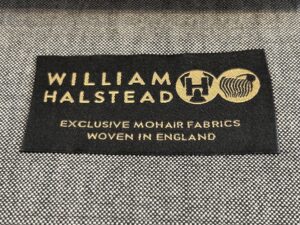 WILLIAM
HALSTEAD
H
EXCLUSIVE MOHAIR FABRICS
WOVEN IN ENGLAND